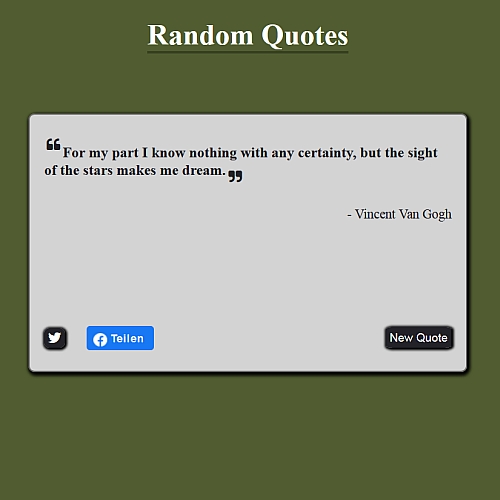 Random Quotes
❝For my part I know nothing with any certainty, but the sight
of the stars makes me dream.❞
- Vincent Van Gogh
Teilen
New Quote